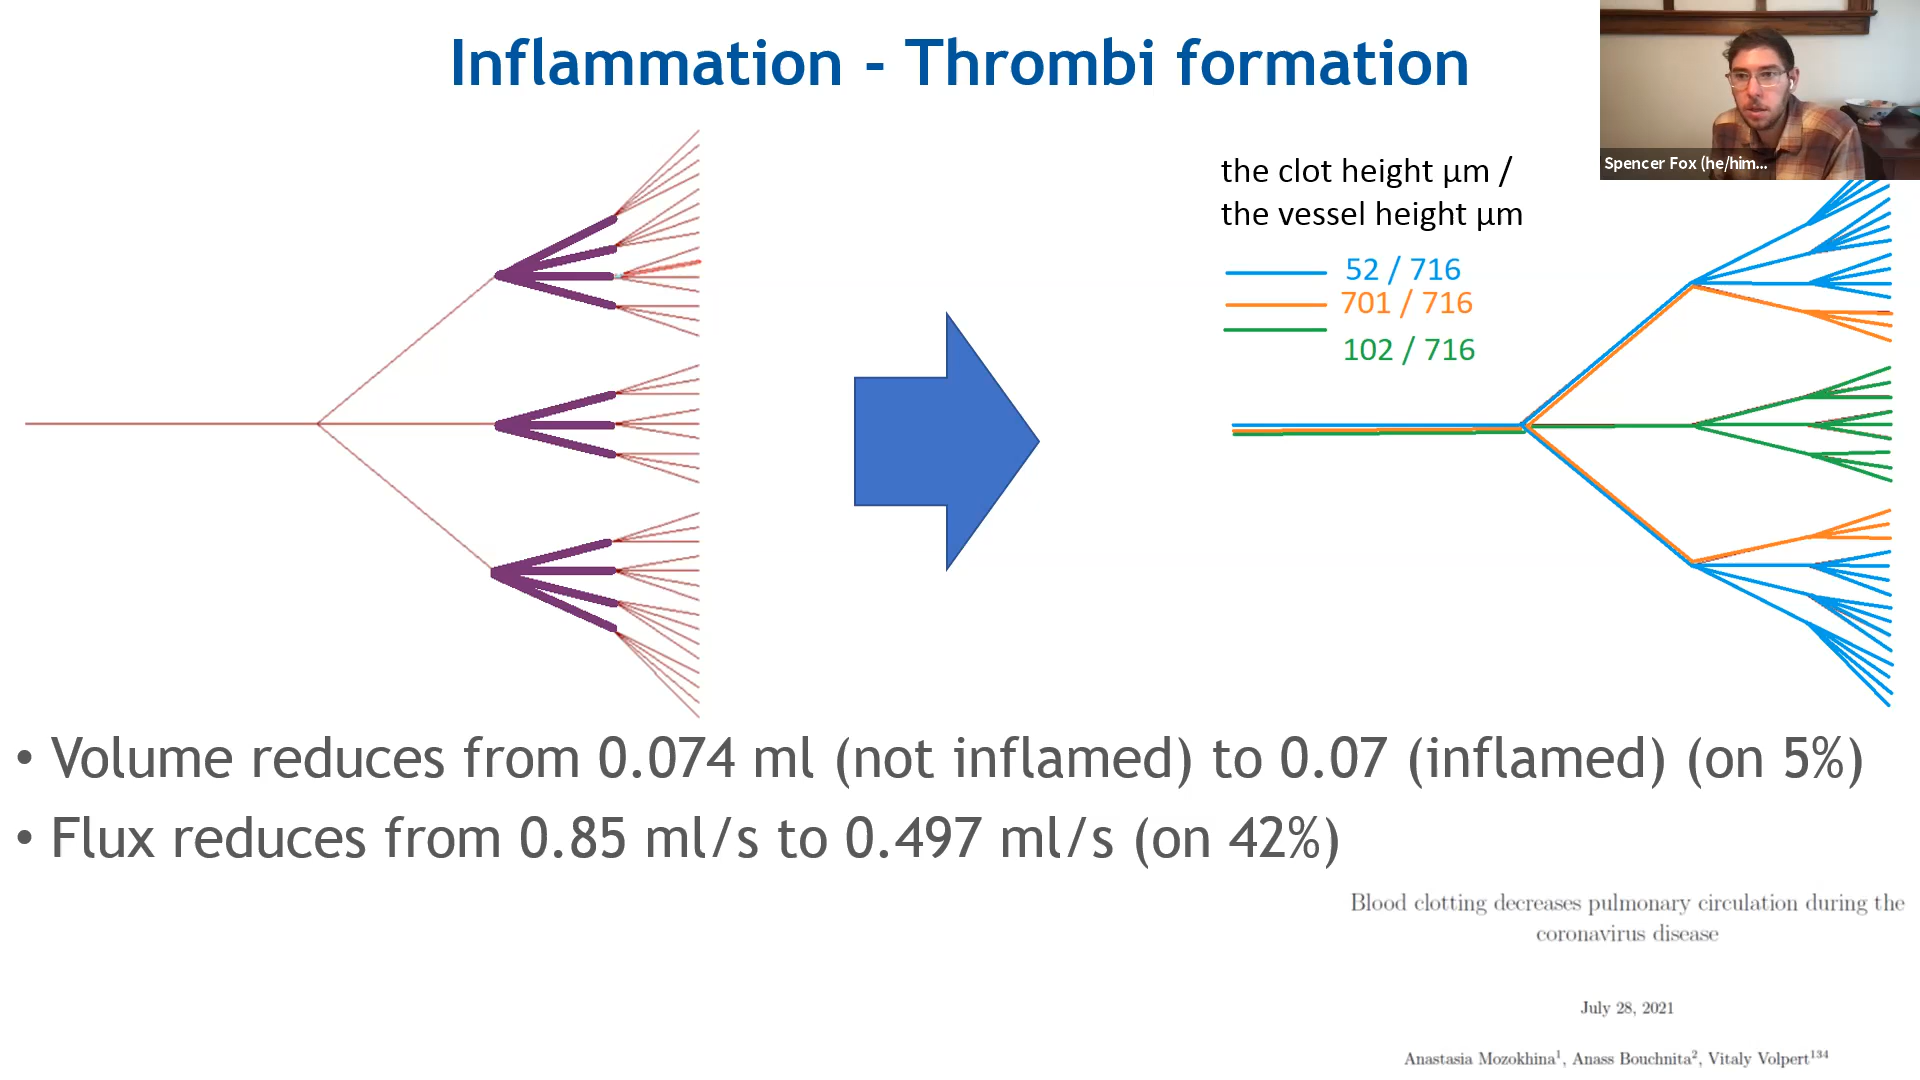 Inflammation - Thrombi formation
Spencer Fox (he/him...
the clot height µm /
the vessel height µm
52 / 716
701 / 716
102 / 716
• Volume reduces from 0.074 ml (not inflamed) to 0.07 (inflamed) (on 5%)
• Flux reduces from 0.85 ml/s to 0.497 ml/s (on 42%)
Blood clotting decreases pulmonary circulation during the
coronavirus disease
July 28, 2021
Anastasia Mozokhina¹, Anass Bouchnita², Vitaly Volpert¹³⁴